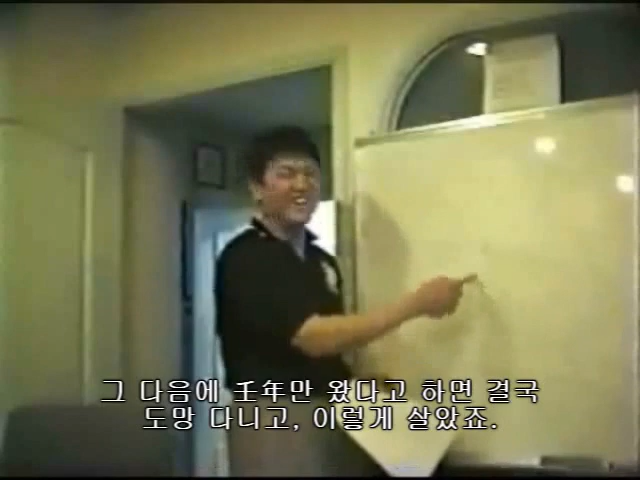 그 다음에 壬年만 왔다고 하면 결국
도망 다니고, 이렇게 살았죠.